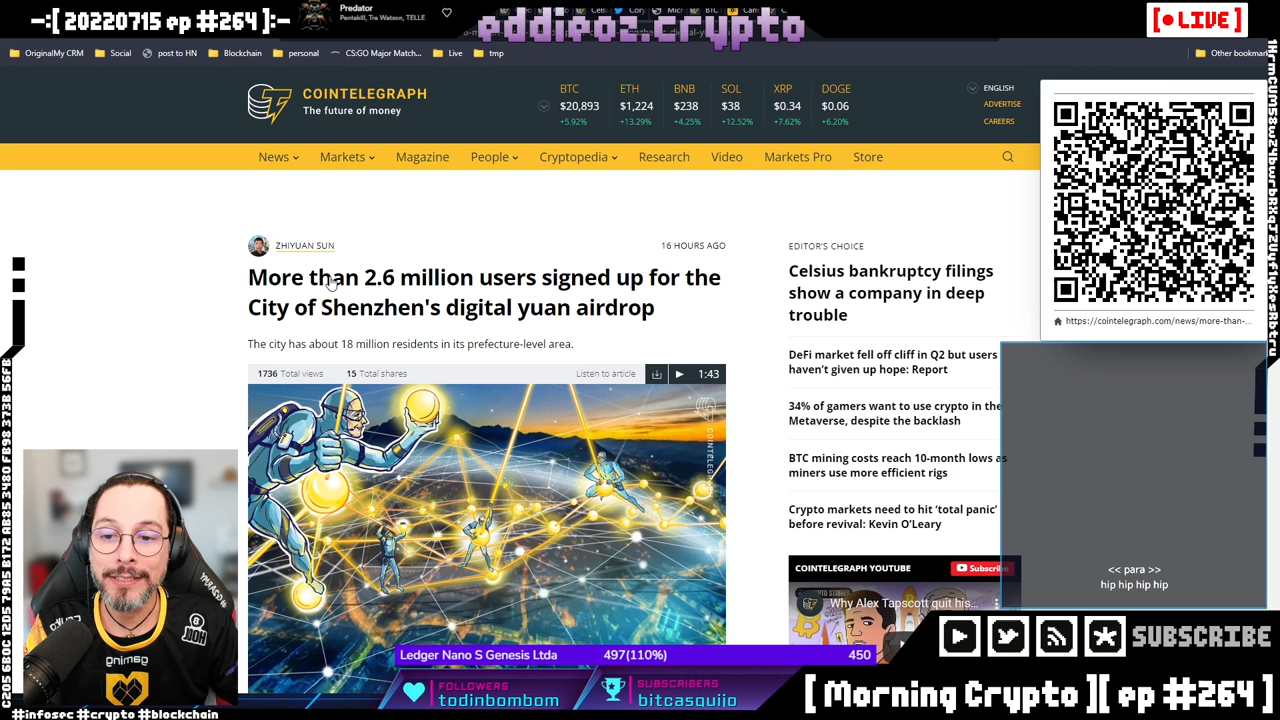 -:[ 20220715 ep #264 ]:-
Predator
Pentakill, Tre Watson, TELLE
eddieoz.crypto
[●LIVE]
OriginalMy CRM
Social
post to HN
Blockchain
personal
CS:GO Major Match...
Live
tmp
Other bookmar
COINTELEGRAPH
The future of money
BTC ETH BNB SOL XRP DOGE
$20,893 $1,224 $238 $38 $0.34 $0.06
+5.92% +13.29% +4.25% +12.52% +7.62% +6.20%
ENGLISH
ADVERTISE
CAREERS
News Markets Magazine People Cryptopedia Research Video Markets Pro Store
https://cointelegraph.com/news/more-than-...
ZHIYUAN SUN
16 HOURS AGO
More than 2.6 million users signed up for the
City of Shenzhen's digital yuan airdrop
The city has about 18 million residents in its prefecture-level area.
1736 Total views
15 Total shares
Listen to article
1:43
COINTELEGRAPH
EDITOR'S CHOICE
Celsius bankruptcy filings
show a company in deep
trouble
DeFi market fell off cliff in Q2 but users
haven't given up hope: Report
34% of gamers want to use crypto in the
Metaverse, despite the backlash
BTC mining costs reach 10-month lows as
miners use more efficient rigs
Crypto markets need to hit 'total panic'
before revival: Kevin O'Leary
COINTELEGRAPH YOUTUBE
Subscribe
Why Alex Tapscott quit his...
<< para >>
hip hip hip hip
Ledger Nano S Genesis Ltda 497(110%) 450
FOLLOWERS
todinbombom
SUBSCRIBERS
bitcasquijo
SUBSCRIBE
[ Morning Crypto ][ ep #264 ]
#infosec #crypto #blockchain